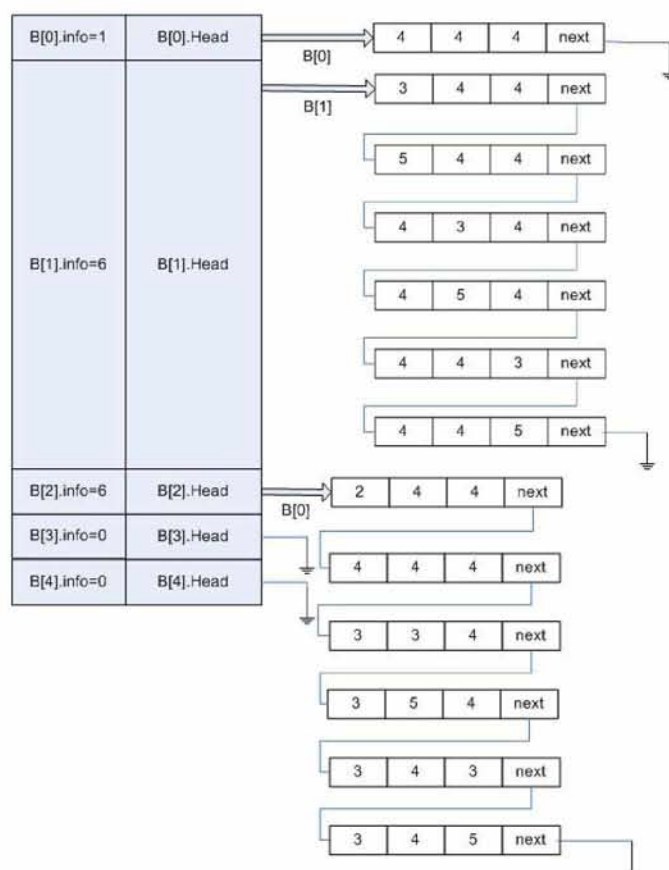 B[0].info=1 B[0].Head B[0] 4 4 4 next
B[1].info=6 B[1].Head B[1] 3 4 4 next
5 4 4 next
4 3 4 next
4 5 4 next
4 4 3 next
4 4 5 next
B[2].info=6 B[2].Head B[0] 2 4 4 next
B[3].info=0 B[3].Head
4 4 4 next
B[4].info=0 B[4].Head
3 3 4 next
3 5 4 next
3 4 3 next
3 4 5 next